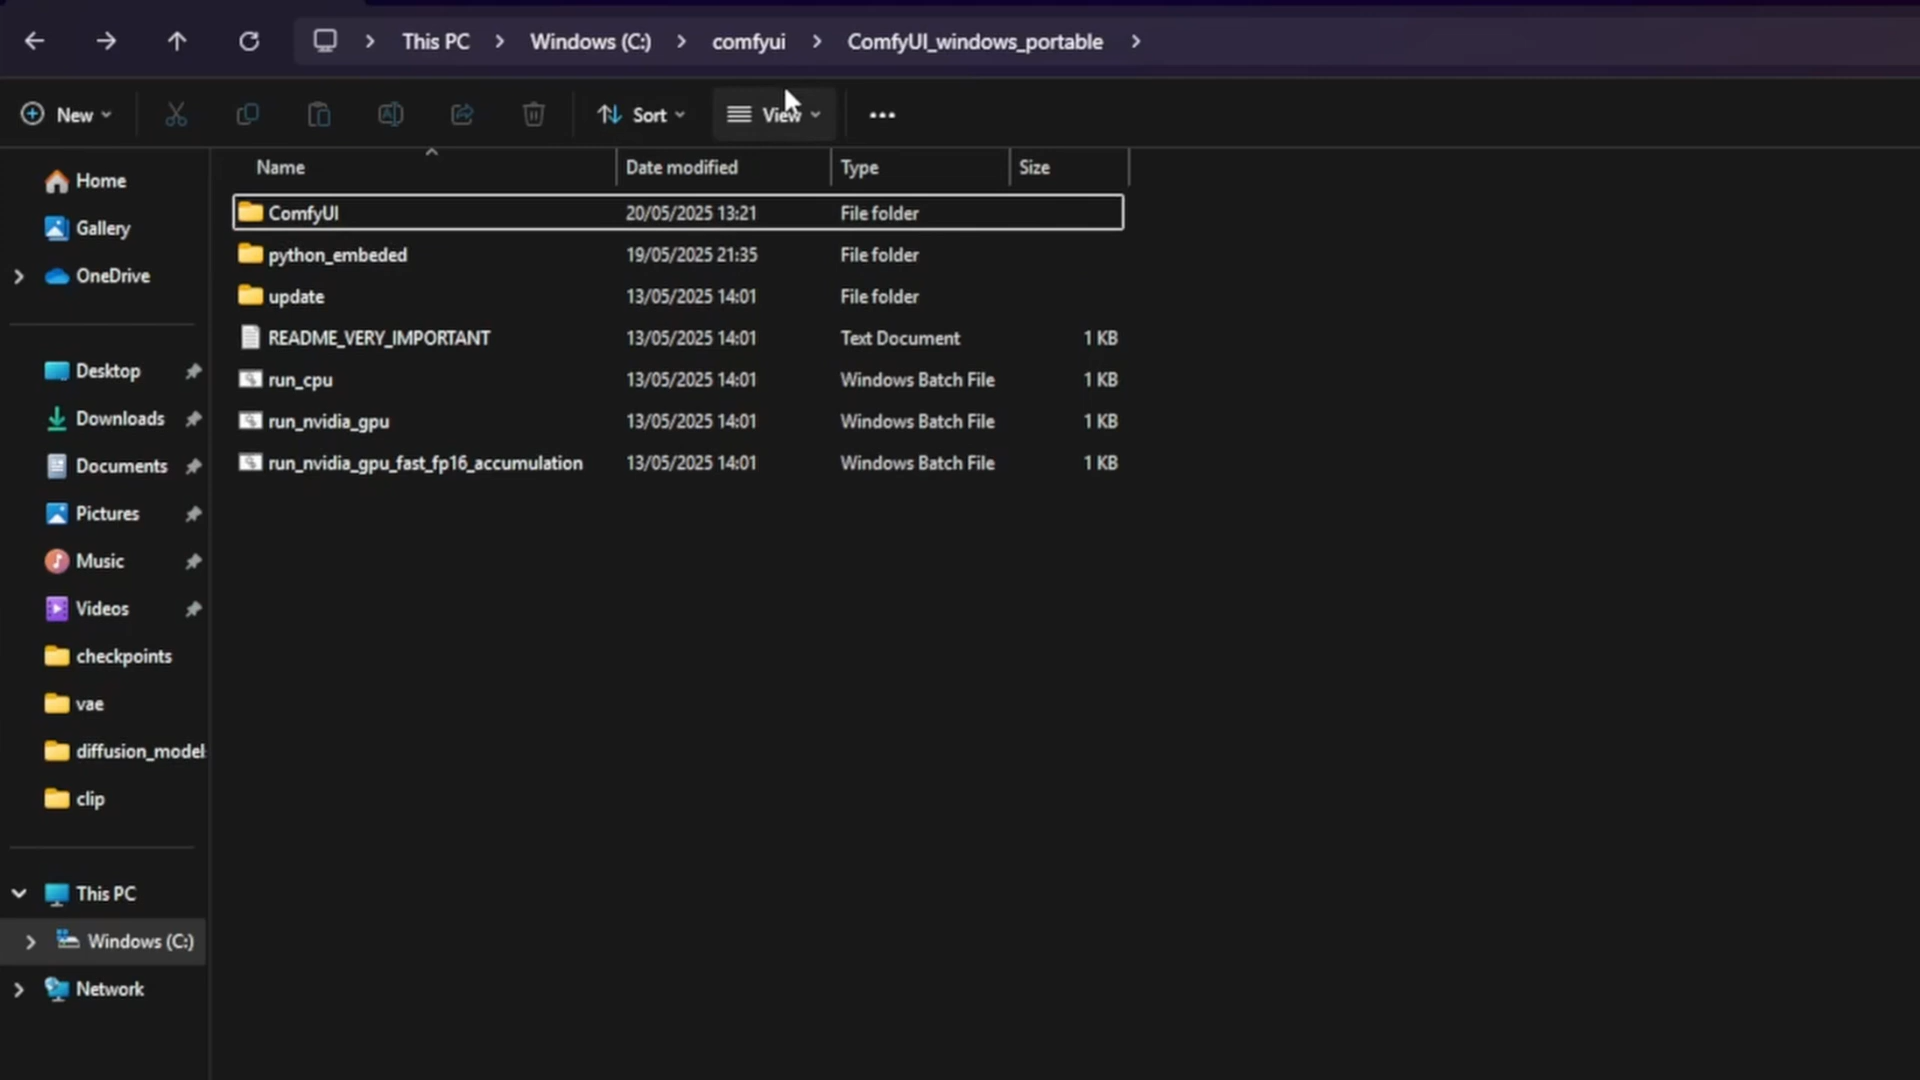 This PC > Windows (C:) > comfyui > ComfyUI_windows_portable >
New Sort View ...
Name Date modified Type Size
ComfyUI 20/05/2025 13:21 File folder
python_embeded 19/05/2025 21:35 File folder
update 13/05/2025 14:01 File folder
README_VERY_IMPORTANT 13/05/2025 14:01 Text Document 1 KB
run_cpu 13/05/2025 14:01 Windows Batch File 1 KB
run_nvidia_gpu 13/05/2025 14:01 Windows Batch File 1 KB
run_nvidia_gpu_fast_fp16_accumulation 13/05/2025 14:01 Windows Batch File 1 KB
Home
Gallery
OneDrive
Desktop
Downloads
Documents
Pictures
Music
Videos
checkpoints
vae
diffusion_model
clip
This PC
Windows (C:)
Network